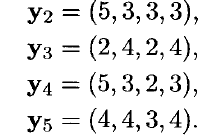 y₂ = (5, 3, 3, 3),
y₃ = (2, 4, 2, 4),
y₄ = (5, 3, 2, 3),
y₅ = (4, 4, 3, 4).